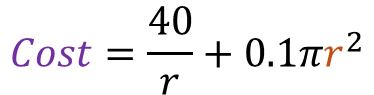 Cost = 40/r + 0.1πr²